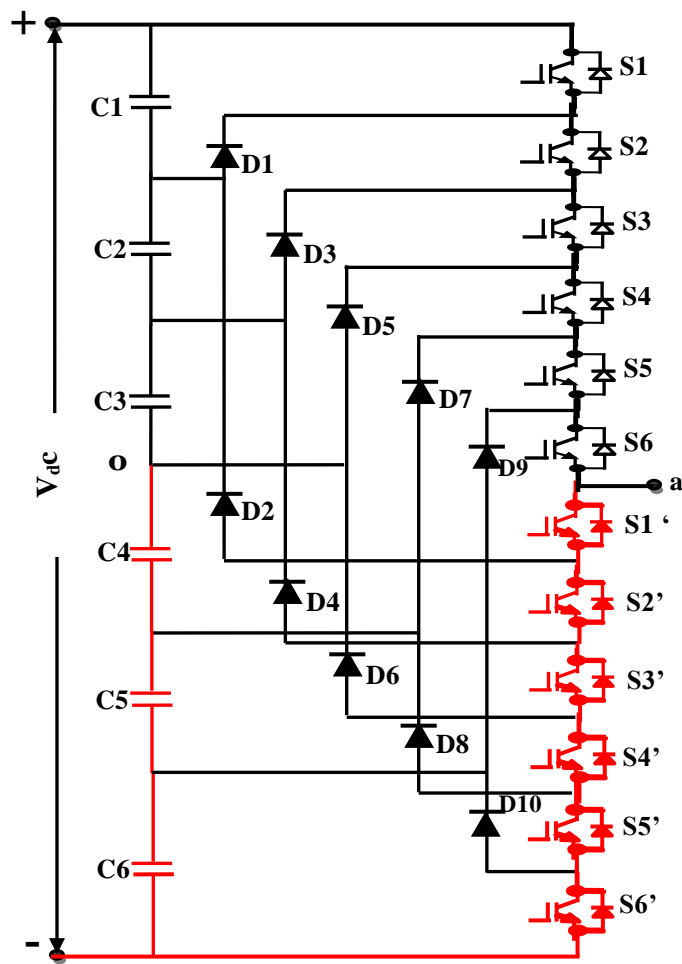 +
S1
C1
D1
S2
C2
D3
S3
D5
S4
C3
D7
S5
V_dc
o
D9
S6
a
D2
S1 ‘
C4
D4
S2’
D6
S3’
C5
D8
S4’
D10
S5’
C6
S6’
-